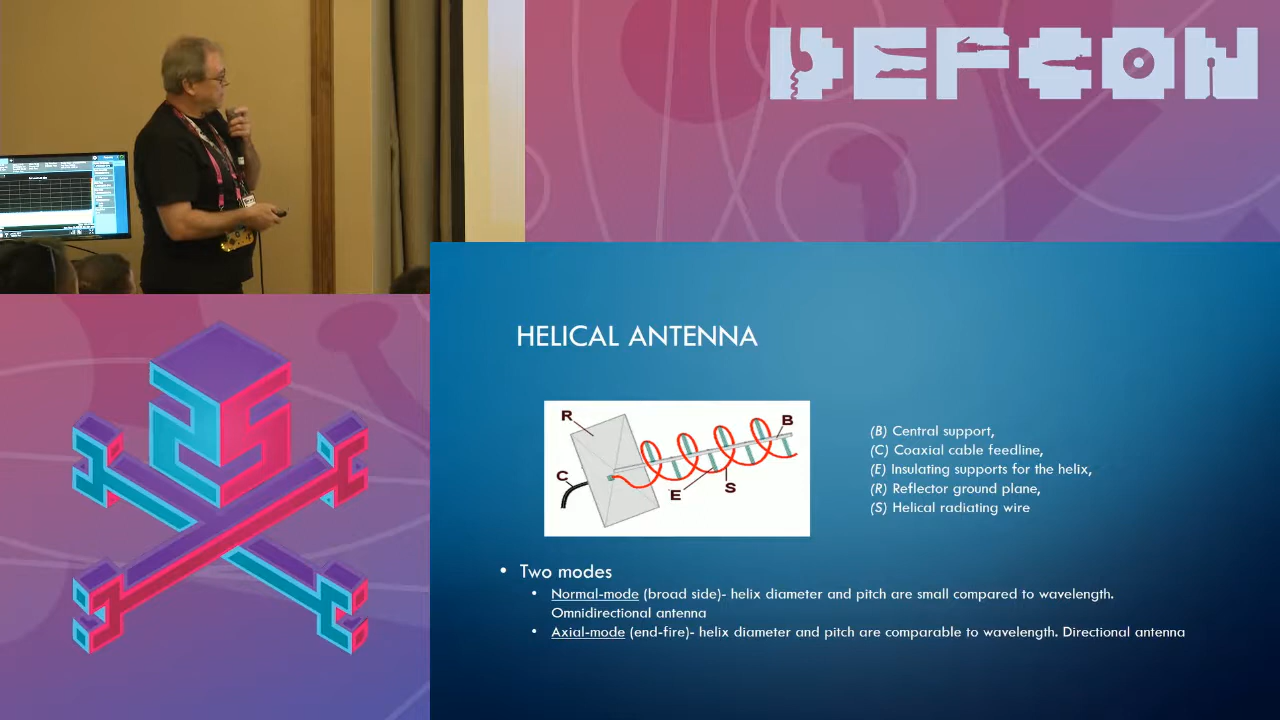 DEFCON
HELICAL ANTENNA
R
B
C
E
S
(B) Central support,
(C) Coaxial cable feedline,
(E) Insulating supports for the helix,
(R) Reflector ground plane,
(S) Helical radiating wire
• Two modes
• Normal-mode (broad side)- helix diameter and pitch are small compared to wavelength.
Omnidirectional antenna
• Axial-mode (end-fire)- helix diameter and pitch are comparable to wavelength. Directional antenna